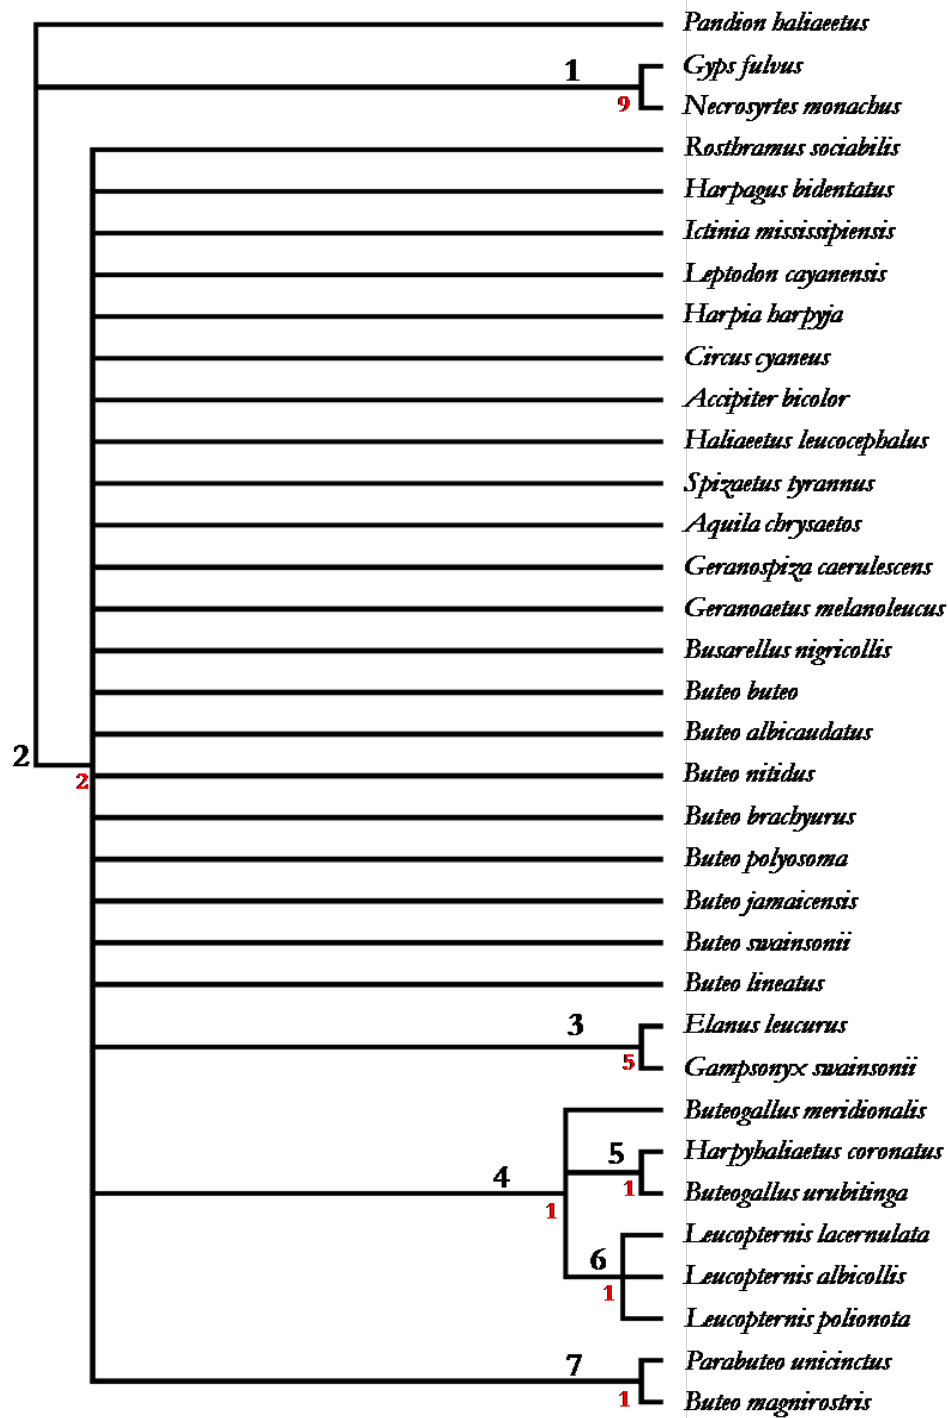 Pandion haliaeetus
1
Gyps fulvus
9
Necrosyrtes monachus
Rosthramus sociabilis
Harpagus bidentatus
Ictinia mississipiensis
Leptodon cayanensis
Harpia harpyja
Circus cyaneus
Accipiter bicolor
Haliaeetus leucocephalus
Spizaetus tyrannus
Aquila chrysaetos
Geranospiza caerulescens
Geranoaetus melanoleucus
Busarellus nigricollis
Buteo buteo
Buteo albicaudatus
2
2
Buteo nitidus
Buteo brachyurus
Buteo polyosoma
Buteo jamaicensis
Buteo swainsonii
Buteo lineatus
3
Elanus leucurus
5
Gampsonyx swainsonii
Buteogallus meridionalis
5
Harpyhaliaetus coronatus
4
1
Buteogallus urubitinga
1
Leucopternis lacernulata
6
Leucopternis albicollis
1
Leucopternis polionota
7
Parabuteo unicinctus
1
Buteo magnirostris